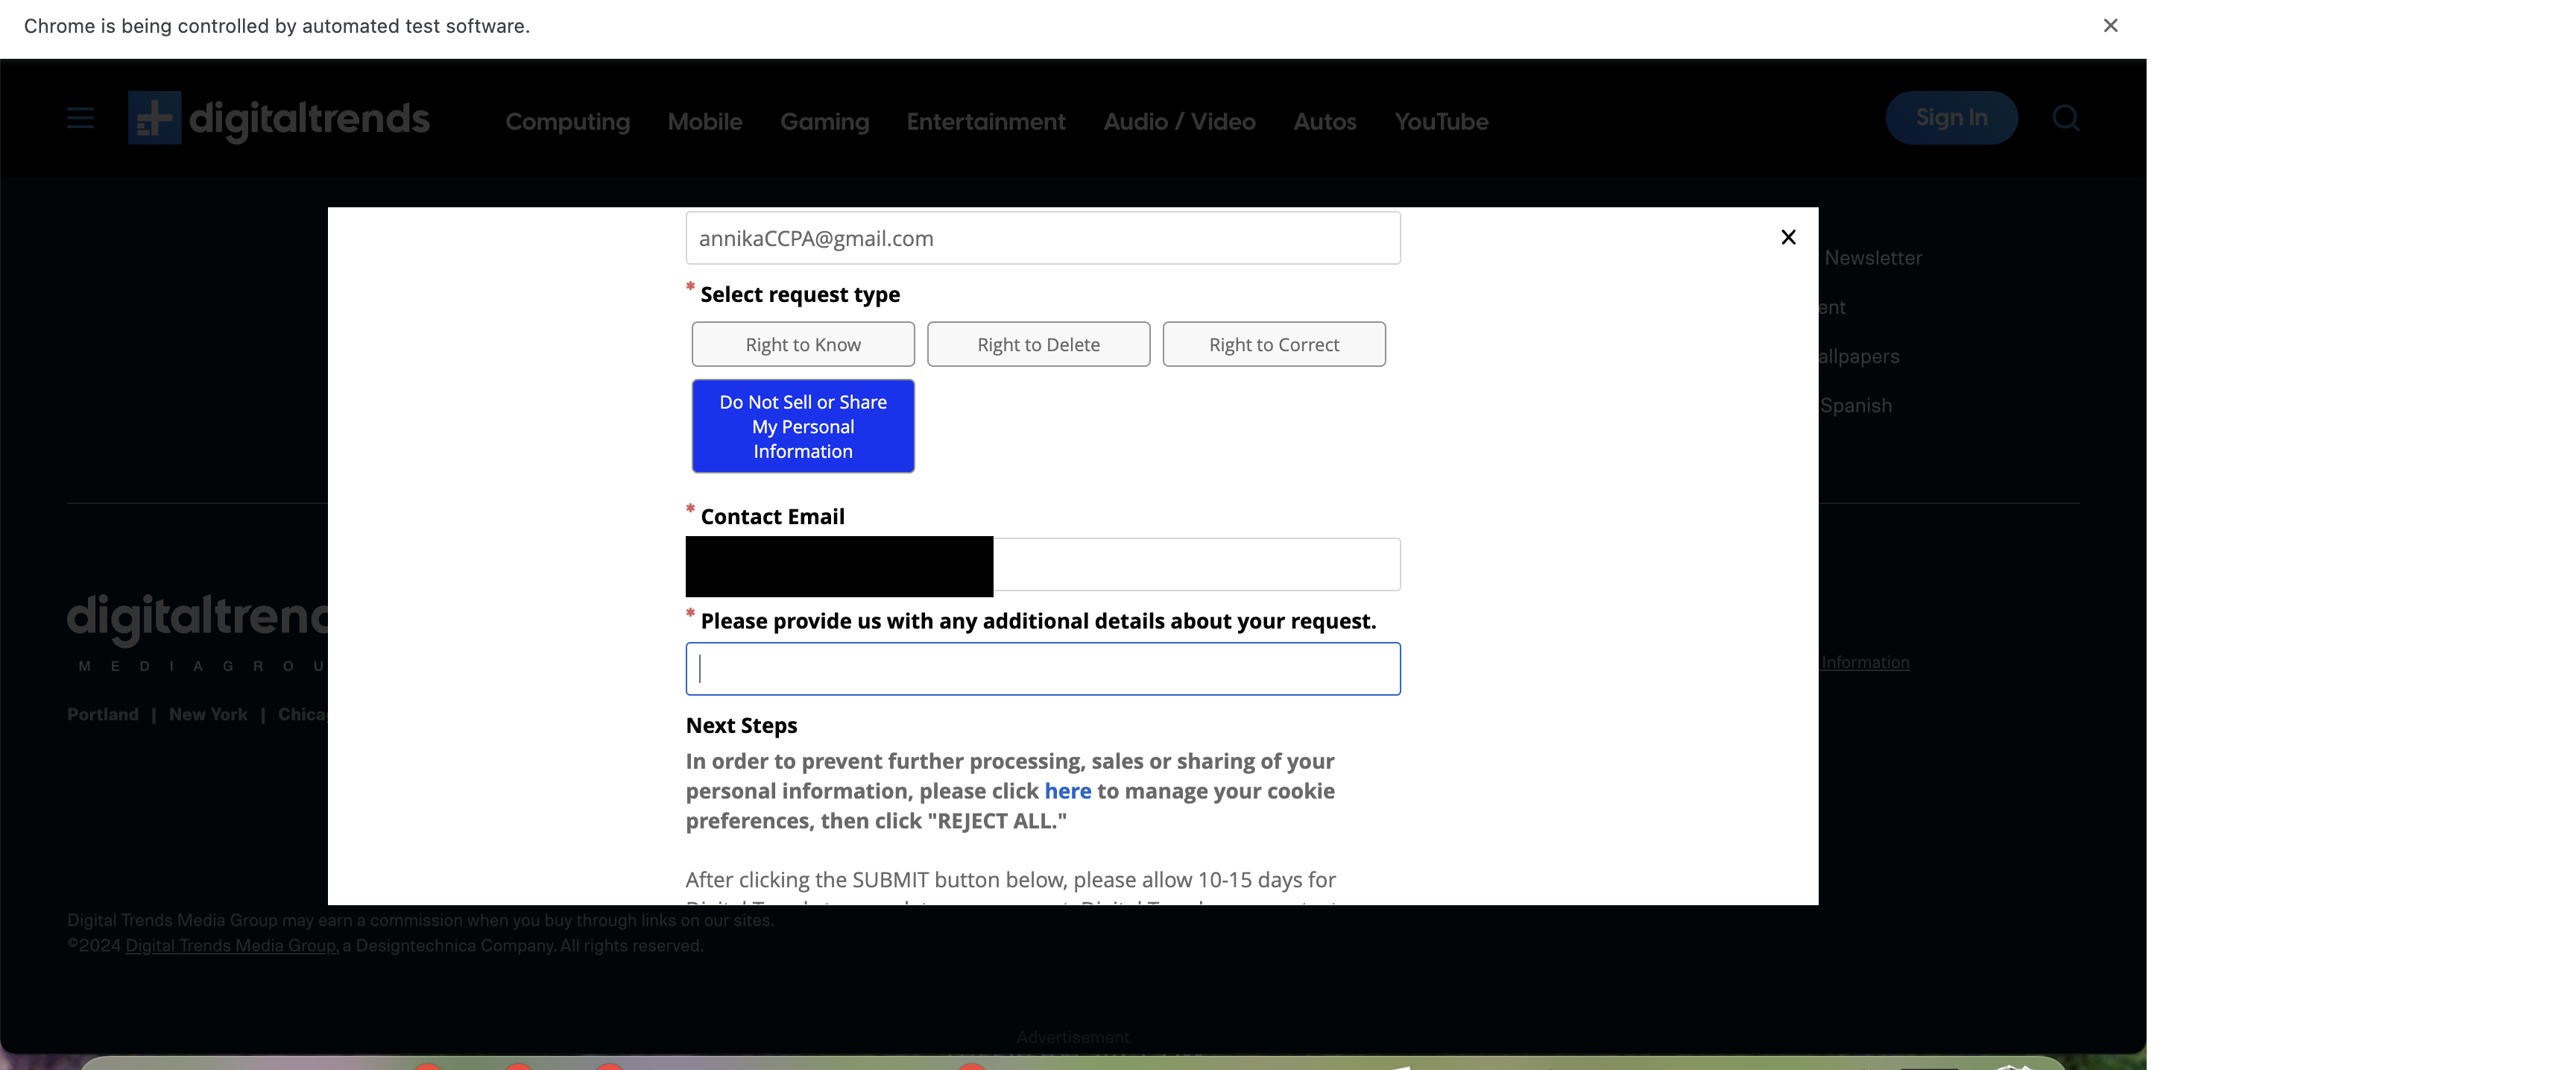 Chrome is being controlled by automated test software.
digitaltrends
Computing Mobile Gaming Entertainment Audio / Video Autos YouTube
Sign In
annikaCCPA@gmail.com
Newsletter
* Select request type
ent
Right to Know Right to Delete Right to Correct
allpapers
Do Not Sell or Share
My Personal
Information
Spanish
* Contact Email
* Please provide us with any additional details about your request.
digitaltrend
MEDIAGROU
Information
Portland | New York | Chica
Next Steps
In order to prevent further processing, sales or sharing of your
personal information, please click here to manage your cookie
preferences, then click "REJECT ALL."
After clicking the SUBMIT button below, please allow 10-15 days for
Digital Trends Media Group may earn a commission when you buy through links on our sites.
©2024 Digital Trends Media Group, a Designtechnica Company. All rights reserved.
Advertisement